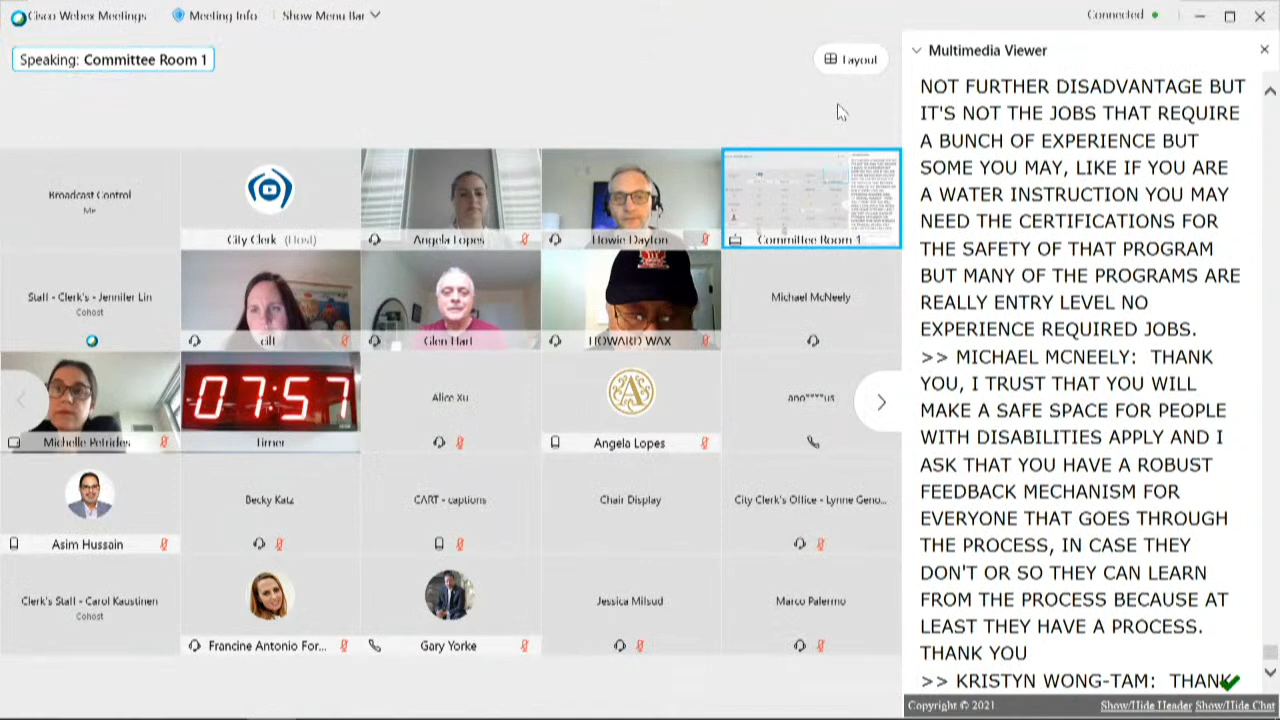 Cisco Webex Meetings
Meeting Info
Show Menu Bar
Connected
Speaking: Committee Room 1
Layout
Multimedia Viewer
Broadcast Control
Me
City Clerk (Host)
Angela Lopes
Howie Dayton
Committee Room 1
Staff - Clerk's - Jennifer Lin
Cohost
cilt
Glen Hart
HOWARD WAX
Michael McNeely
Michelle Petrides
07:57
Timer
Alice Xu
Angela Lopes
ano****us
Asim Hussain
Becky Katz
CART - captions
Chair Display
City Clerk's Office - Lynne Geno...
Clerk's Staff - Carol Kaustinen
Cohost
Francine Antonio For...
Gary Yorke
Jessica Milsud
Marco Palermo
NOT FURTHER DISADVANTAGE BUT
IT'S NOT THE JOBS THAT REQUIRE
A BUNCH OF EXPERIENCE BUT
SOME YOU MAY, LIKE IF YOU ARE
A WATER INSTRUCTION YOU MAY
NEED THE CERTIFICATIONS FOR
THE SAFETY OF THAT PROGRAM
BUT MANY OF THE PROGRAMS ARE
REALLY ENTRY LEVEL NO
EXPERIENCE REQUIRED JOBS.
>> MICHAEL MCNEELY: THANK
YOU, I TRUST THAT YOU WILL
MAKE A SAFE SPACE FOR PEOPLE
WITH DISABILITIES APPLY AND I
ASK THAT YOU HAVE A ROBUST
FEEDBACK MECHANISM FOR
EVERYONE THAT GOES THROUGH
THE PROCESS, IN CASE THEY
DON'T OR SO THEY CAN LEARN
FROM THE PROCESS BECAUSE AT
LEAST THEY HAVE A PROCESS.
THANK YOU
>> KRISTYN WONG-TAM: THANK
Copyright © 2021
Show/Hide Header Show/Hide Chat